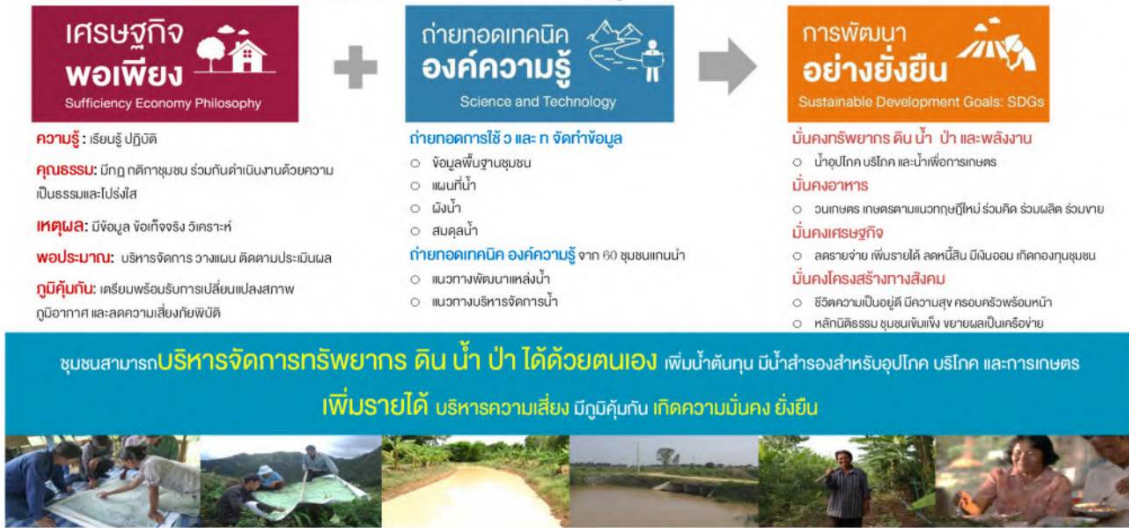 เศรษฐกิจ
พอเพียง
Sufficiency Economy Philosophy
ความรู้ : เรียนรู้ ปฏิบัติ
คุณธรรม: มีกฎ กติกาชุมชน ร่วมกันดำเนินงานด้วยความ
เป็นธรรมและโปร่งใส
เหตุผล: มีข้อมูล ข้อเท็จจริง วิเคราะห์
พอประมาณ: บริหารจัดการ วางแผน ติดตามประเมินผล
ภูมิคุ้มกัน: เตรียมพร้อมรับการเปลี่ยนแปลงสภาพ
ภูมิอากาศ และลดความเสี่ยงภัยพิบัติ
ถ่ายทอดเทคนิค
องค์ความรู้
Science and Technology
ถ่ายทอดการใช้ ว และ ท จัดทำข้อมูล
○ ข้อมูลพื้นฐานชุมชน
○ แผนที่น้ำ
○ ผังน้ำ
○ สมดุลน้ำ
ถ่ายทอดเทคนิค องค์ความรู้ จาก 60 ชุมชนแกนนำ
○ แนวทางพัฒนาแหล่งน้ำ
○ แนวทางบริหารจัดการน้ำ
การพัฒนา
อย่างยั่งยืน
Sustainable Development Goals: SDGs
มั่นคงทรัพยากร ดิน น้ำ ป่า และพลังงาน
○ น้ำอุปโภค บริโภค และน้ำเพื่อการเกษตร
มั่นคงอาหาร
○ วนเกษตร เกษตรตามแนวทฤษฎีใหม่ ร่วมคิด ร่วมผลิต ร่วมขาย
มั่นคงเศรษฐกิจ
○ ลดรายจ่าย เพิ่มรายได้ ลดหนี้สิน มีเงินออม เกิดกองทุนชุมชน
มั่นคงโครงสร้างทางสังคม
○ ชีวิตความเป็นอยู่ดี มีความสุข ครอบครัวพร้อมหน้า
○ หลักนิติธรรม ชุมชนเข้มแข็ง ขยายผลเป็นเครือข่าย
ชุมชนสามารถบริหารจัดการทรัพยากร ดิน น้ำ ป่า ได้ด้วยตนเอง เพิ่มน้ำต้นทุน มีน้ำสำรองสำหรับอุปโภค บริโภค และการเกษตร
เพิ่มรายได้ บริหารความเสี่ยง มีภูมิคุ้มกัน เกิดความมั่นคง ยั่งยืน